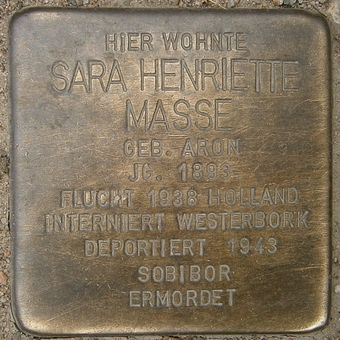 HIER WOHNTE
SARA HENRIETTE
MASSE
GEB. ARON
JG. 1893
FLUCHT 1938 HOLLAND
INTERNIERT WESTERBORK
DEPORTIERT 1943
SOBIBOR
ERMORDET